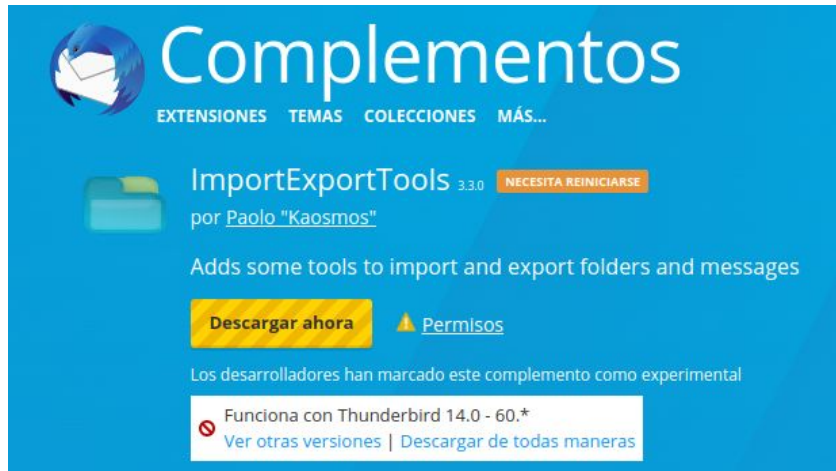 Complementos
EXTENSIONES TEMAS COLECCIONES MÁS...
ImportExportTools 3.3.0 NECESITA REINICIARSE
por Paolo "Kaosmos"
Adds some tools to import and export folders and messages
Descargar ahora Permisos
Los desarrolladores han marcado este complemento como experimental
Funciona con Thunderbird 14.0 - 60.*
Ver otras versiones | Descargar de todas maneras